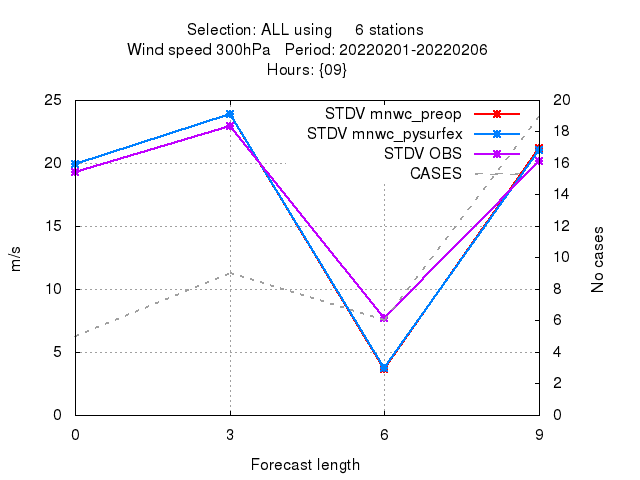 Selection: ALL using     6 stations
Wind speed 300hPa   Period: 20220201-20220206
Hours: {09}
STDV mnwc_preop
STDV mnwc_pysurfex
STDV OBS
CASES
25
20
15
10
5
0
m/s
20
18
16
14
12
10
8
6
4
2
0
No cases
0
3
6
9
Forecast length